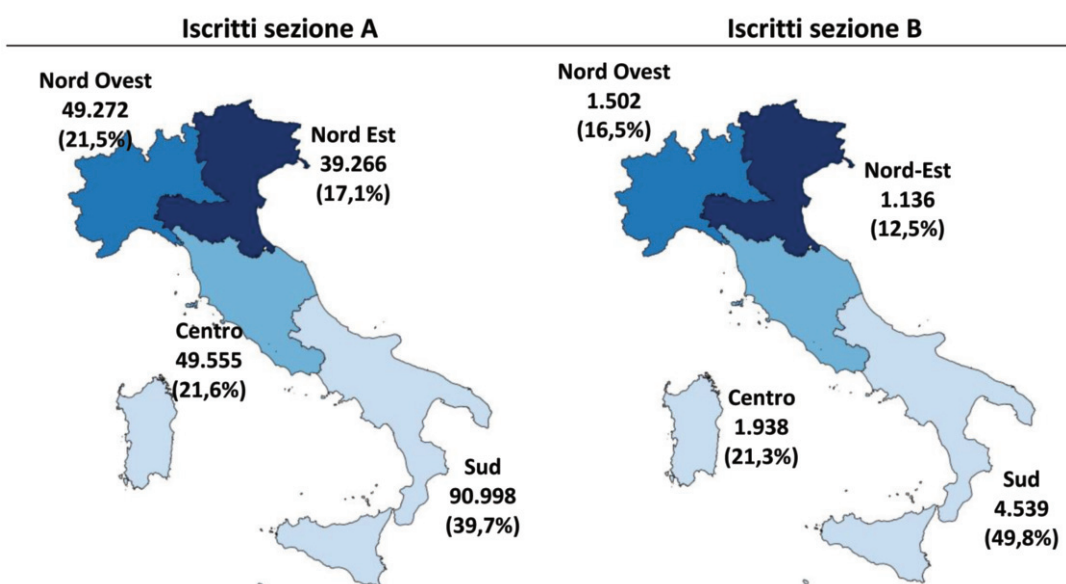 Iscritti sezione A
Nord Ovest
49.272
(21,5%)
Nord Est
39.266
(17,1%)
Centro
49.555
(21,6%)
Sud
90.998
(39,7%)
Iscritti sezione B
Nord Ovest
1.502
(16,5%)
Nord-Est
1.136
(12,5%)
Centro
1.938
(21,3%)
Sud
4.539
(49,8%)